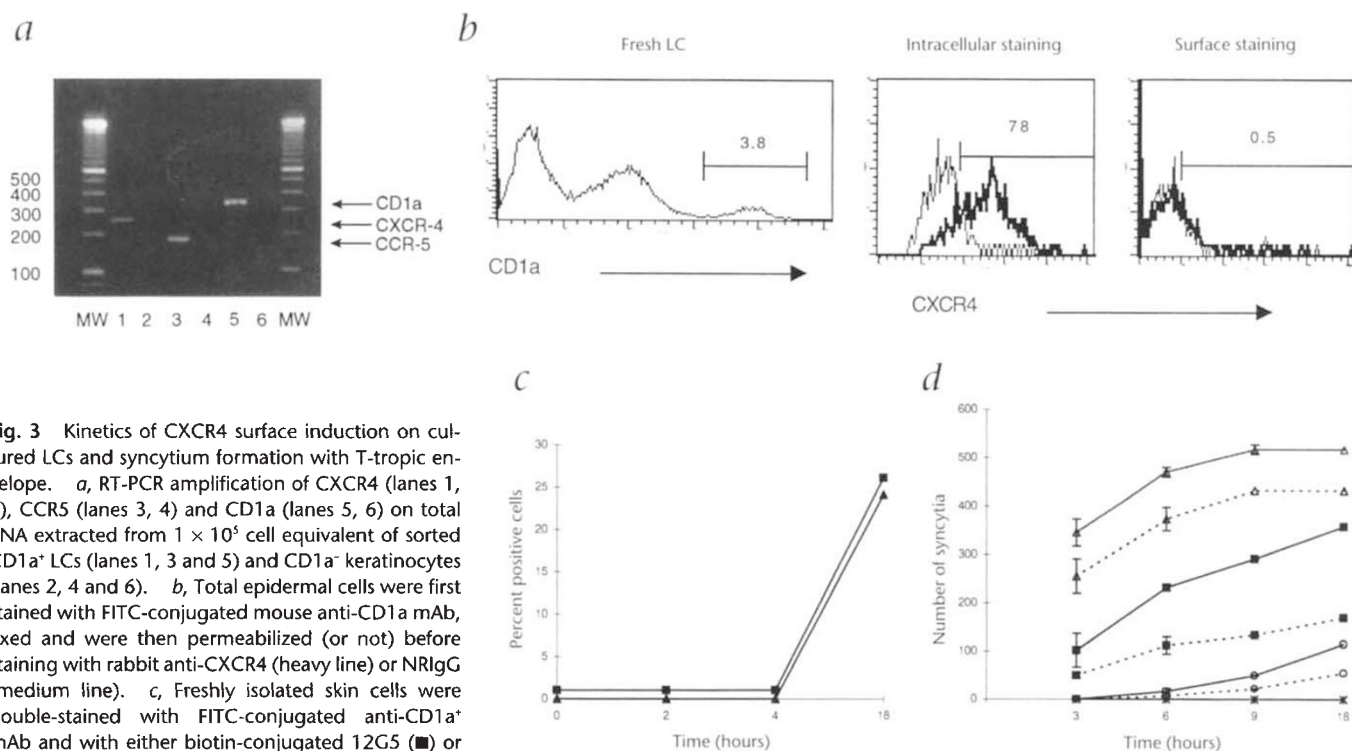 a
500
400
300
200
100
CD1a
CXCR-4
CCR-5
MW 1 2 3 4 5 6 MW
b
Fresh LC
Intracellular staining
Surface staining
3.8
78
0.5
CD1a
CXCR4
c
Percent positive cells
30
25
20
15
10
5
0
0 2 4 18
Time (hours)
d
Number of syncytia
600
500
400
300
200
100
0
3 6 9 18
Time (hours)
ig. 3 Kinetics of CXCR4 surface induction on cul-
ured LCs and syncytium formation with T-tropic en-
elope. a, RT-PCR amplification of CXCR4 (lanes 1,
), CCR5 (lanes 3, 4) and CD1a (lanes 5, 6) on total
NA extracted from 1 × 10⁵ cell equivalent of sorted
D1a⁺ LCs (lanes 1, 3 and 5) and CD1a⁻ keratinocytes
anes 2, 4 and 6). b, Total epidermal cells were first
tained with FITC-conjugated mouse anti-CD1a mAb,
xed and were then permeabilized (or not) before
taining with rabbit anti-CXCR4 (heavy line) or NRIgG
medium line). c, Freshly isolated skin cells were
ouble-stained with FITC-conjugated anti-CD1a⁺
mAb and with either biotin-conjugated 12G5 (■) or